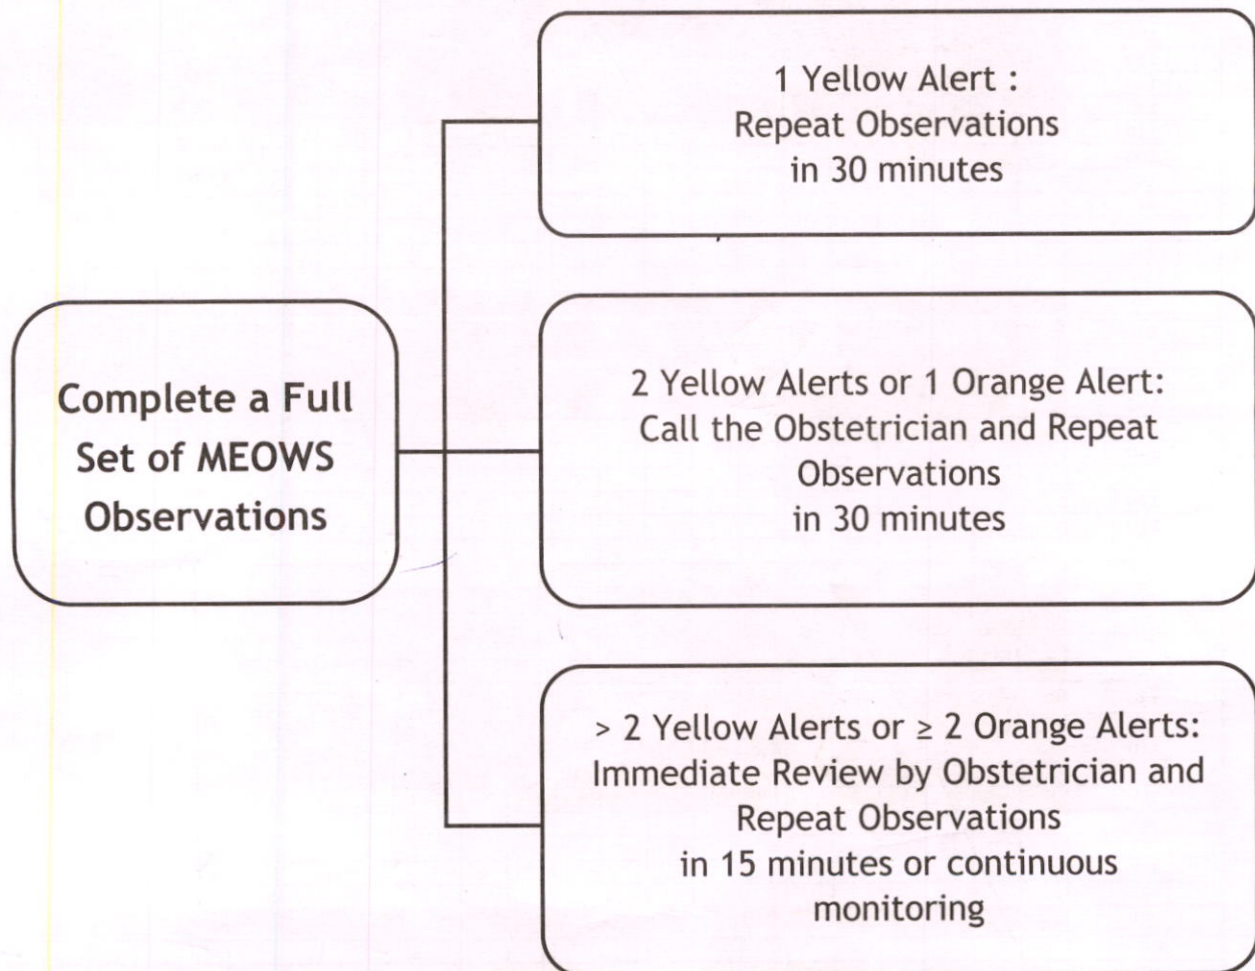 Complete a Full
Set of MEOWS
Observations
1 Yellow Alert :
Repeat Observations
in 30 minutes
2 Yellow Alerts or 1 Orange Alert:
Call the Obstetrician and Repeat
Observations
in 30 minutes
> 2 Yellow Alerts or ≥ 2 Orange Alerts:
Immediate Review by Obstetrician and
Repeat Observations
in 15 minutes or continuous
monitoring